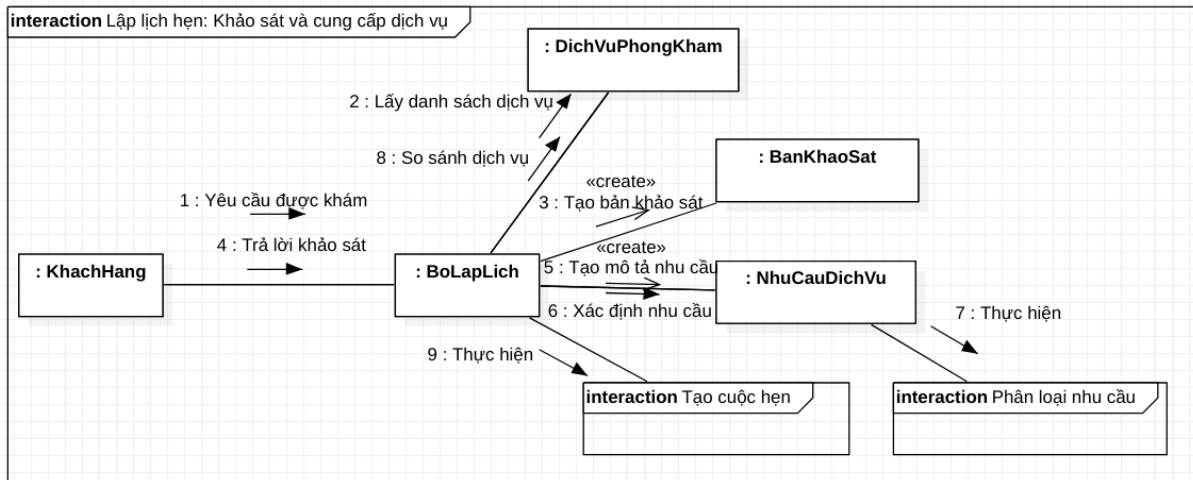 interaction Lập lịch hẹn: Khảo sát và cung cấp dịch vụ
: DichVuPhongKham
2 : Lấy danh sách dịch vụ
8 : So sánh dịch vụ
: BanKhaoSat
«create»
3 : Tạo bản khảo sát
1 : Yêu cầu được khám
4 : Trả lời khảo sát
: KhachHang
: BoLapLich
«create»
5 : Tạo mô tả nhu cầu
: NhuCauDichVu
6 : Xác định nhu cầu
7 : Thực hiện
9 : Thực hiện
interaction Tạo cuộc hẹn
interaction Phân loại nhu cầu